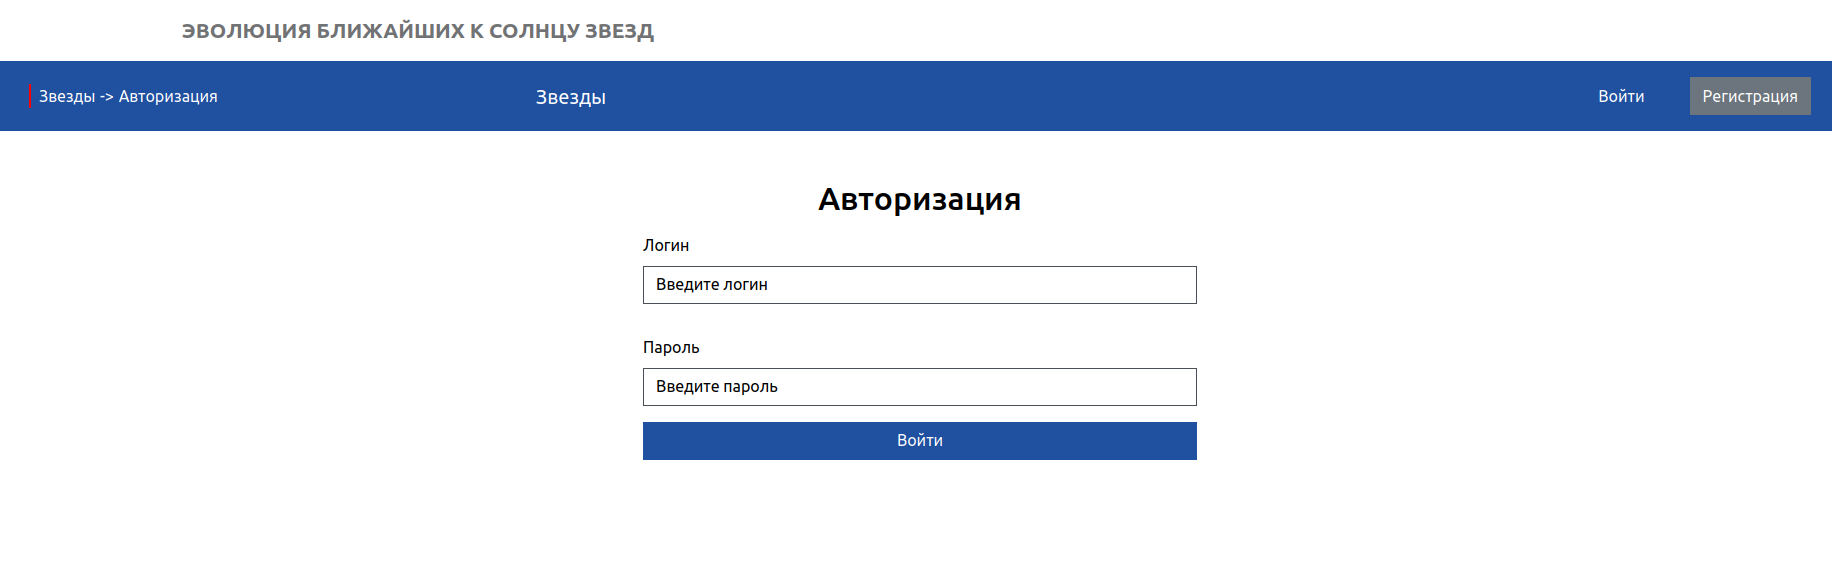 ЭВОЛЮЦИЯ БЛИЖАЙШИХ К СОЛНЦУ ЗВЕЗД
Звезды -> Авторизация
Звезды
Войти
Регистрация
Авторизация
Логин
Введите логин
Пароль
Введите пароль
Войти